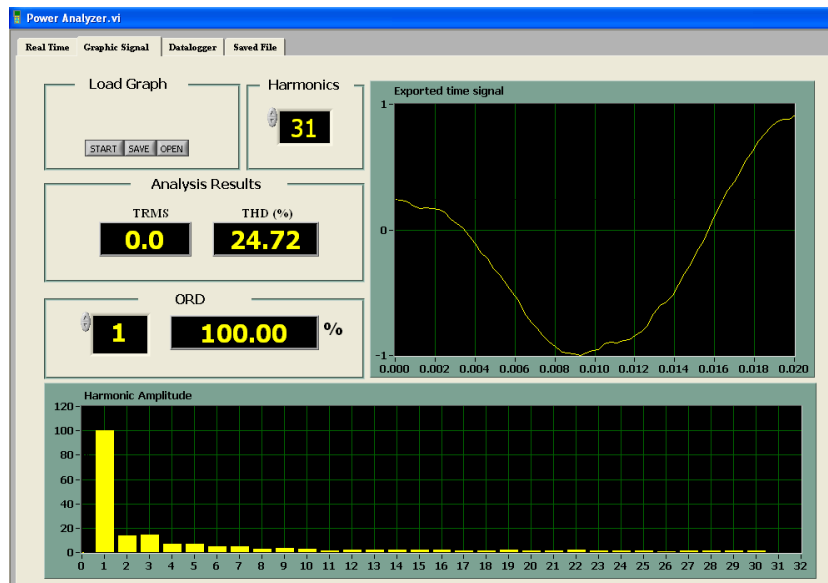 Power Analyzer.vi
Real Time Graphic Signal Datalogger Saved File
Load Graph
START SAVE OPEN
Harmonics
31
Analysis Results
TRMS THD (%)
0.0 24.72
ORD
1 100.00 %
Exported time signal
1
0
-1
0.000 0.002 0.004 0.006 0.008 0.010 0.012 0.014 0.016 0.018 0.020
Harmonic Amplitude
120
100
80
60
40
20
0
0 1 2 3 4 5 6 7 8 9 10 11 12 13 14 15 16 17 18 19 20 21 22 23 24 25 26 27 28 29 30 31 32